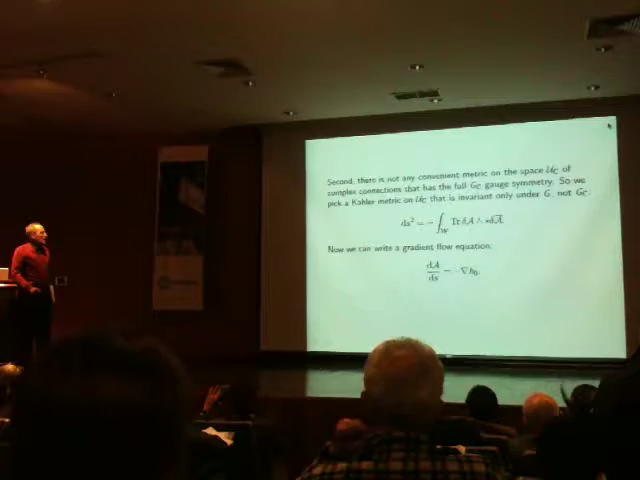 Second, there is not any convenient metric on the space 𝒰_C of
complex connections that has the full G_C gauge symmetry. So we
pick a Kahler metric on 𝒰_C that is invariant only under G, not G_C:
ds² = − ∫_W Tr δA ∧ ⋆δA̅.
Now we can write a gradient flow equation:
dA/ds = −∇h₀.